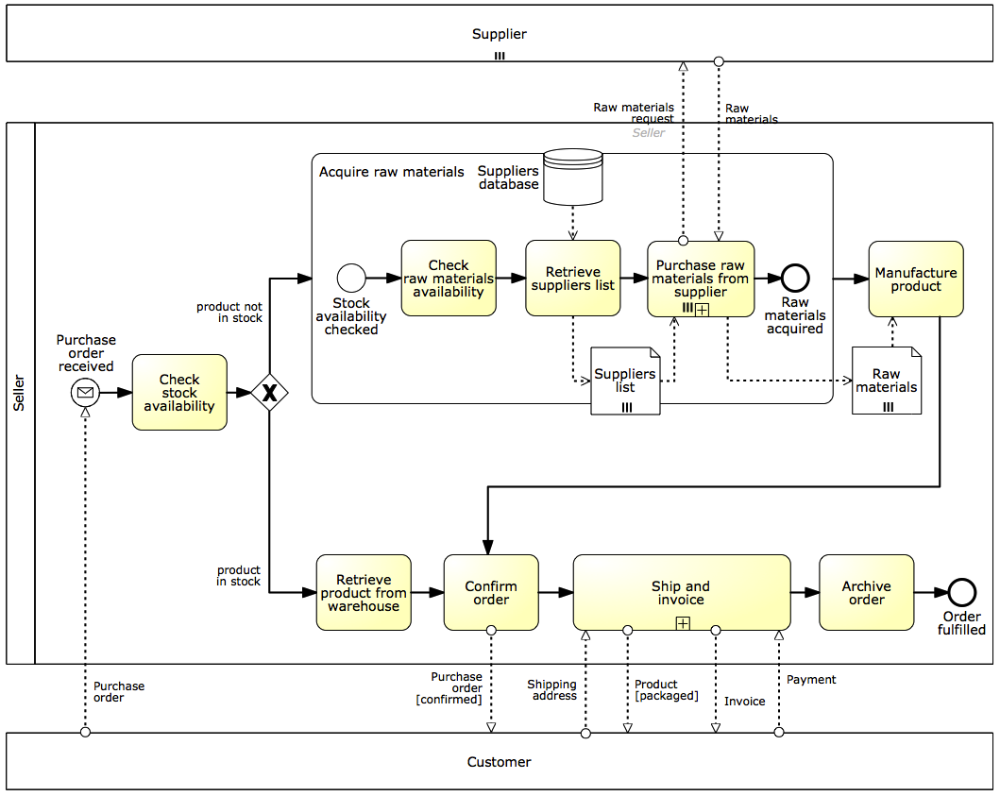 Supplier
Raw materials
request
Seller
Raw
materials
Acquire raw materials
Suppliers
database
Check
raw materials
availability
Retrieve
suppliers list
Purchase raw
materials from
supplier
Manufacture
product
Stock
availability
checked
Raw
materials
acquired
product not
in stock
Purchase
order
received
Check
stock
availability
X
Suppliers
list
Raw
materials
Seller
product
in stock
Retrieve
product from
warehouse
Confirm
order
Ship and
invoice
Archive
order
Order
fulfilled
Purchase
order
Purchase
order
[confirmed]
Shipping
address
Product
[packaged]
Invoice
Payment
Customer